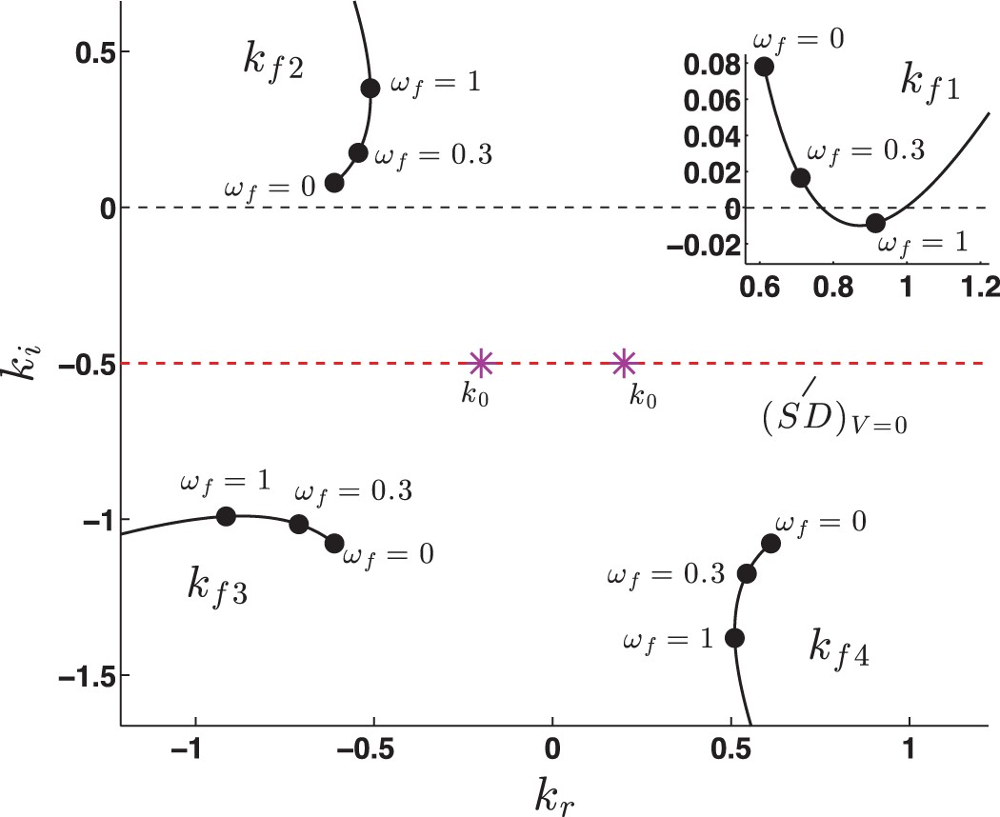 0.5
k_{f2}
ω_f = 1
ω_f = 0.3
ω_f = 0
0
ω_f = 0
0.08
0.06
0.04
0.02
0
−0.02
k_{f1}
ω_f = 0.3
ω_f = 1
0.6 0.8 1 1.2
k_i
−0.5
k_0
k_0
(SD)_{V=0}
−1
ω_f = 1
ω_f = 0.3
ω_f = 0
k_{f3}
ω_f = 0
ω_f = 0.3
ω_f = 1
k_{f4}
−1.5
−1 −0.5 0 0.5 1
k_r